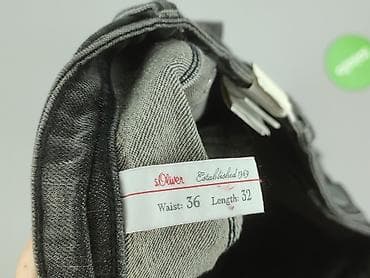 s.Oliver Established 1969
Waist: 36 Length: 32